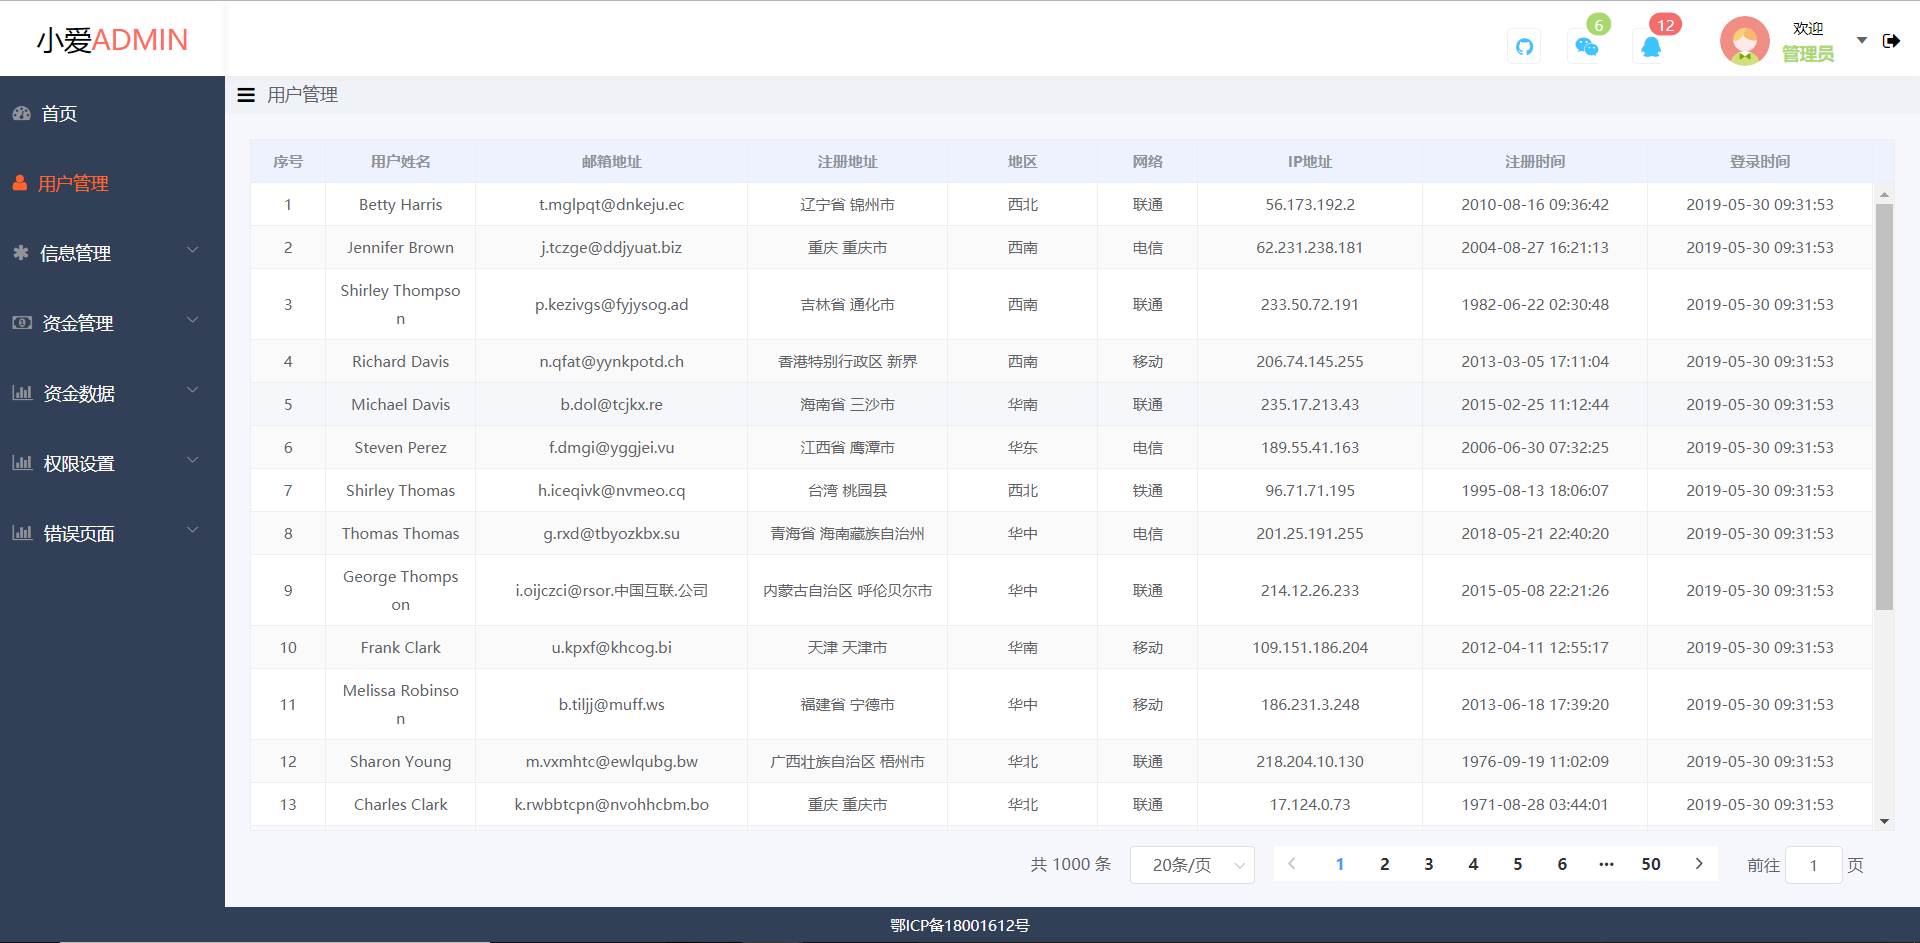 小爱ADMIN
6
12
欢迎
管理员
首页
用户管理
信息管理
资金管理
资金数据
权限设置
错误页面
用户管理
序号 用户姓名 邮箱地址 注册地址 地区 网络 IP地址 注册时间 登录时间
1 Betty Harris t.mglpqt@dnkeju.ec 辽宁省 锦州市 西北 联通 56.173.192.2 2010-08-16 09:36:42 2019-05-30 09:31:53
2 Jennifer Brown j.tczge@ddjyuat.biz 重庆 重庆市 西南 电信 62.231.238.181 2004-08-27 16:21:13 2019-05-30 09:31:53
3 Shirley Thompso
n p.kezivgs@fyjysog.ad 吉林省 通化市 西南 联通 233.50.72.191 1982-06-22 02:30:48 2019-05-30 09:31:53
4 Richard Davis n.qfat@yynkpotd.ch 香港特别行政区 新界 西南 移动 206.74.145.255 2013-03-05 17:11:04 2019-05-30 09:31:53
5 Michael Davis b.dol@tcjkx.re 海南省 三沙市 华南 联通 235.17.213.43 2015-02-25 11:12:44 2019-05-30 09:31:53
6 Steven Perez f.dmgi@yggjei.vu 江西省 鹰潭市 华东 电信 189.55.41.163 2006-06-30 07:32:25 2019-05-30 09:31:53
7 Shirley Thomas h.iceqivk@nvmeo.cq 台湾 桃园县 西北 铁通 96.71.71.195 1995-08-13 18:06:07 2019-05-30 09:31:53
8 Thomas Thomas g.rxd@tbyozkbx.su 青海省 海南藏族自治州 华中 电信 201.25.191.255 2018-05-21 22:40:20 2019-05-30 09:31:53
9 George Thomps
on i.oijczci@rsor.中国互联.公司 内蒙古自治区 呼伦贝尔市 华中 联通 214.12.26.233 2015-05-08 22:21:26 2019-05-30 09:31:53
10 Frank Clark u.kpxf@khcog.bi 天津 天津市 华南 移动 109.151.186.204 2012-04-11 12:55:17 2019-05-30 09:31:53
11 Melissa Robinso
n b.tiljj@muff.ws 福建省 宁德市 华中 移动 186.231.3.248 2013-06-18 17:39:20 2019-05-30 09:31:53
12 Sharon Young m.vxmhtc@ewlqubg.bw 广西壮族自治区 梧州市 华北 联通 218.204.10.130 1976-09-19 11:02:09 2019-05-30 09:31:53
13 Charles Clark k.rwbbtcpn@nvohhcbm.bo 重庆 重庆市 华北 联通 17.124.0.73 1971-08-28 03:44:01 2019-05-30 09:31:53
共 1000 条 20条/页 1 2 3 4 5 6 ··· 50 前往 1 页
鄂ICP备18001612号